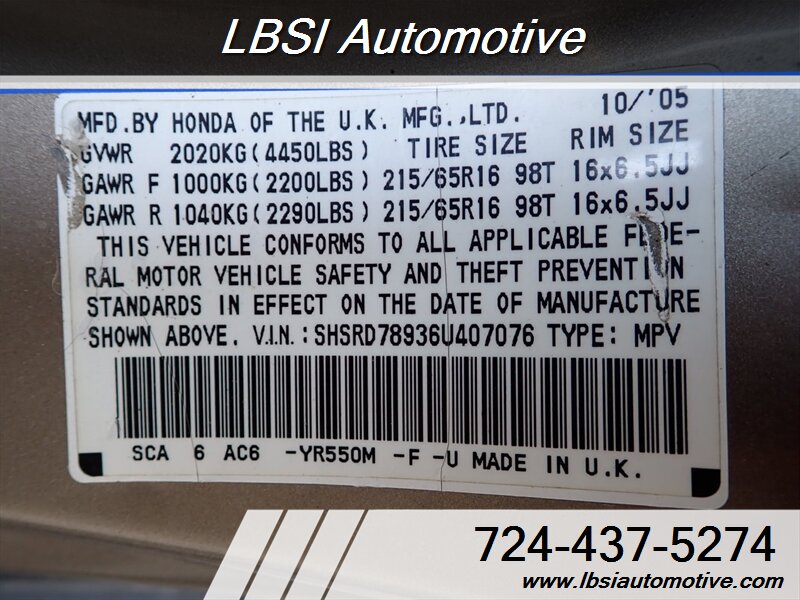 LBSI Automotive
MFD.BY HONDA OF THE U.K. MFG.,LTD. 10/'05
GVWR 2020KG(4450LBS) TIRE SIZE RIM SIZE
GAWR F 1000KG(2200LBS) 215/65R16 98T 16x6.5JJ
GAWR R 1040KG(2290LBS) 215/65R16 98T 16x6.5JJ
THIS VEHICLE CONFORMS TO ALL APPLICABLE FEDE-
RAL MOTOR VEHICLE SAFETY AND THEFT PREVENTION
STANDARDS IN EFFECT ON THE DATE OF MANUFACTURE
SHOWN ABOVE. V.I.N.:SHSRD78936U407076 TYPE: MPV
SCA 6 AC6 -YR550M -F -U MADE IN U.K.
724-437-5274
www.lbsiautomotive.com